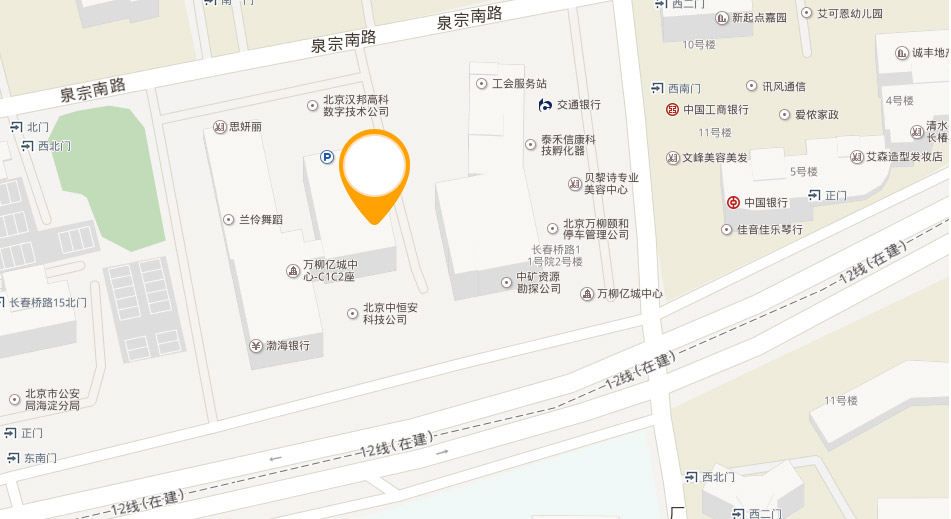 南一门
西二门
新起点嘉园
艾可恩幼儿园
泉宗南路
泉宗南路
泉宗南路
10号楼
诚丰地产
工会服务站
西南门
讯风通信
北京汉邦高科
数字技术公司
交通银行
中国工商银行
爱侬家政
4号楼
北门
思妍丽
11号楼
清水
长椿
西北门
泰禾信康科
技孵化器
P
文峰美容美发
艾森造型发妆店
5号楼
贝黎诗专业
美容中心
正门
中国银行
兰伶舞蹈
北京万柳颐和
停车管理公司
佳音佳乐琴行
长春桥路1
1号院2号楼
万柳亿城中
心-C1C2座
12线(在建)
中矿资源
勘探公司
万柳亿城中心
长春桥路15北门
北京中恒安
科技公司
渤海银行
12线(在建)
北京市公安
局海淀分局
11号楼
正门
12线(在建)
东南门
西北门
12线(在建)
西二门